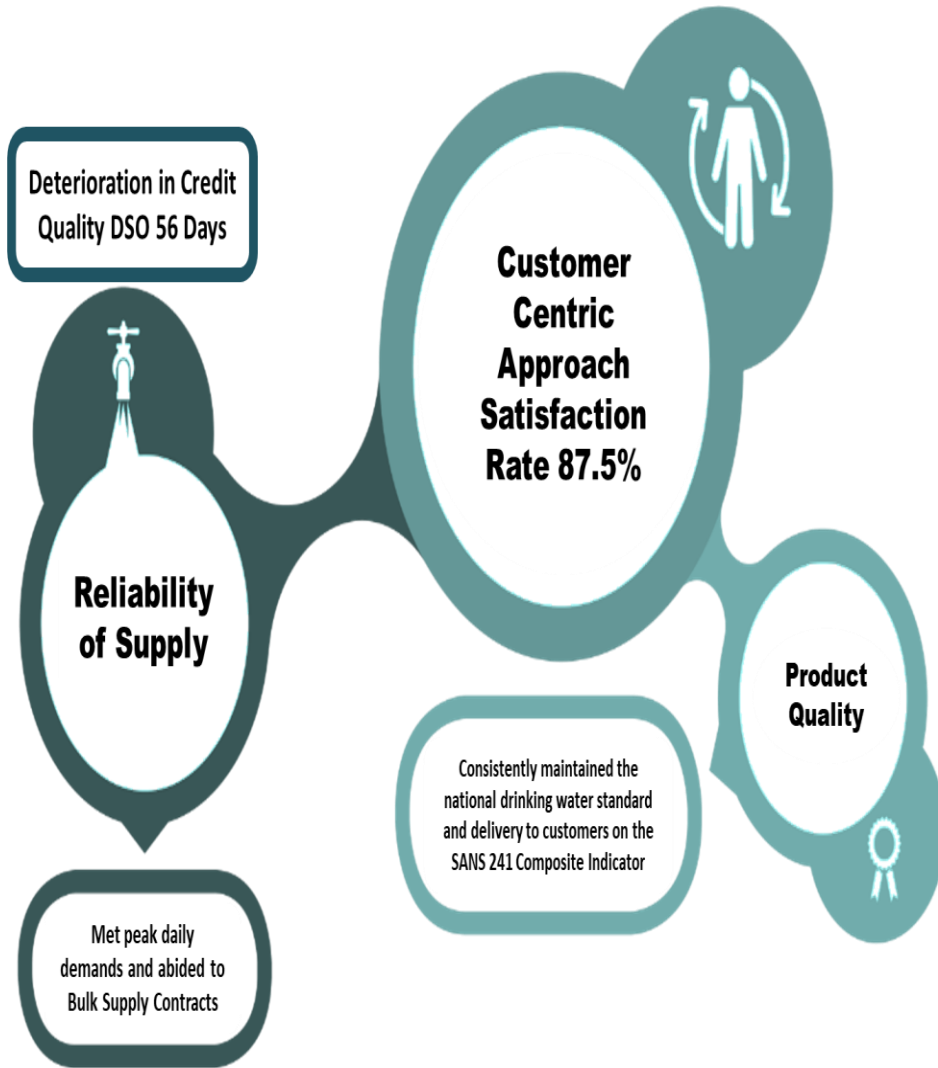 Deterioration in Credit
Quality DSO 56 Days
Customer
Centric
Approach
Satisfaction
Rate 87.5%
Reliability
of Supply
Product
Quality
Consistently maintained the
national drinking water standard
and delivery to customers on the
SANS 241 Composite Indicator
Met peak daily
demands and abided to
Bulk Supply Contracts